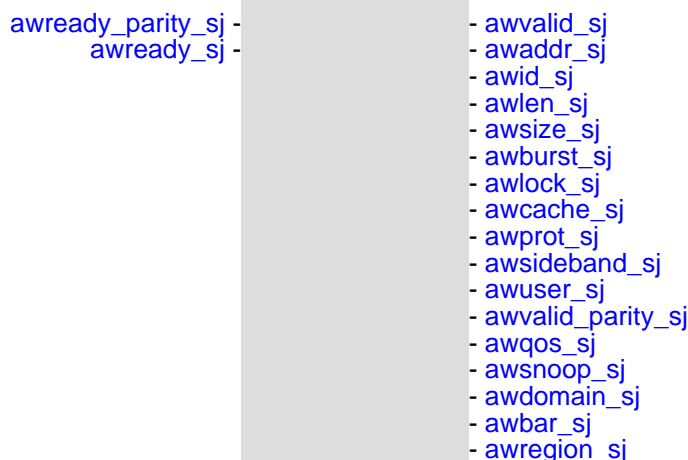 awready_parity_sj - - awvalid_sj
awready_sj - - awaddr_sj
- awid_sj
- awlen_sj
- awsize_sj
- awburst_sj
- awlock_sj
- awcache_sj
- awprot_sj
- awsideband_sj
- awuser_sj
- awvalid_parity_sj
- awqos_sj
- awsnoop_sj
- awdomain_sj
- awbar_sj
- awregion_sj